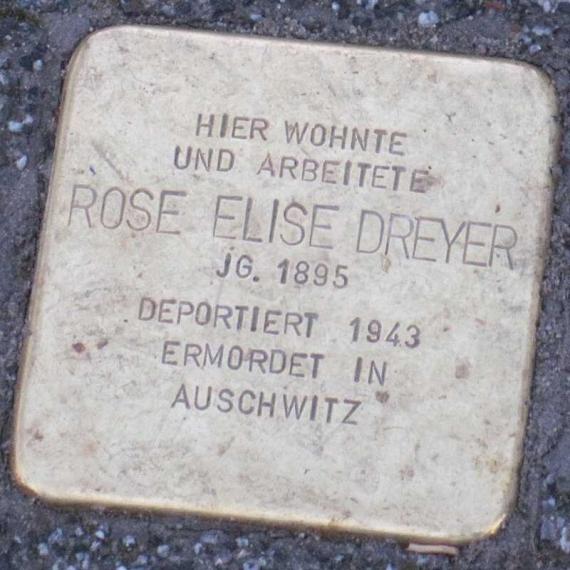 HIER WOHNTE
UND ARBEITETE
ROSE ELISE DREYER
JG. 1895
DEPORTIERT 1943
ERMORDET IN
AUSCHWITZ